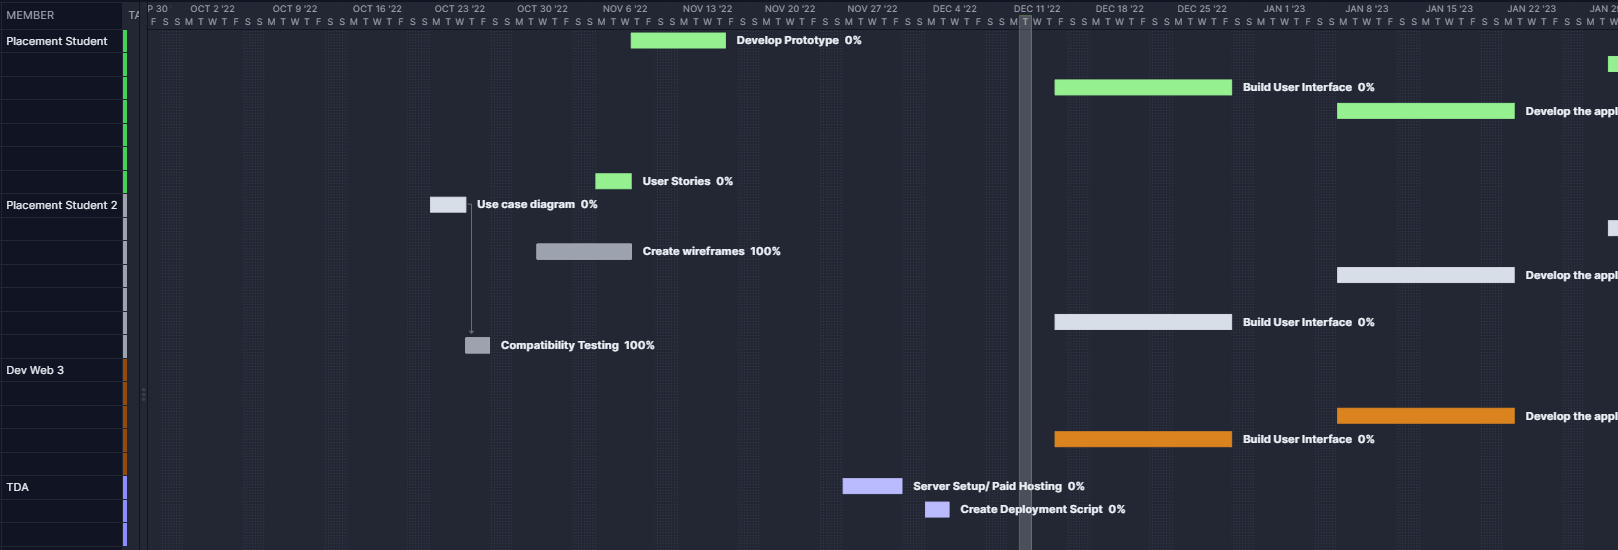 MEMBER TA P 30 OCT 2 '22 OCT 9 '22 OCT 16 '22 OCT 23 '22 OCT 30 '22 NOV 6 '22 NOV 13 '22 NOV 20 '22 NOV 27 '22 DEC 4 '22 DEC 11 '22 DEC 18 '22 DEC 25 '22 JAN 1 '23 JAN 8 '23 JAN 15 '23 JAN 22 '23 JAN 2
F S S M T W T F S S M T W T F S S M T W T F S S M T W T F S S M T W T F S S M T W T F S S M T W T F S S M T W T F S S M T W T F S S M T W T F S S M T W T F S S M T W T F S S M T W T F S S M T W T F S S M T W T F S S M T W T F S S M T W T F S S M T W
Placement Student Develop Prototype 0%
Build User Interface 0%
Develop the appl
User Stories 0%
Placement Student 2 Use case diagram 0%
Create wireframes 100%
Develop the appl
Build User Interface 0%
Compatibility Testing 100%
Dev Web 3
Develop the appl
Build User Interface 0%
TDA Server Setup/ Paid Hosting 0%
Create Deployment Script 0%